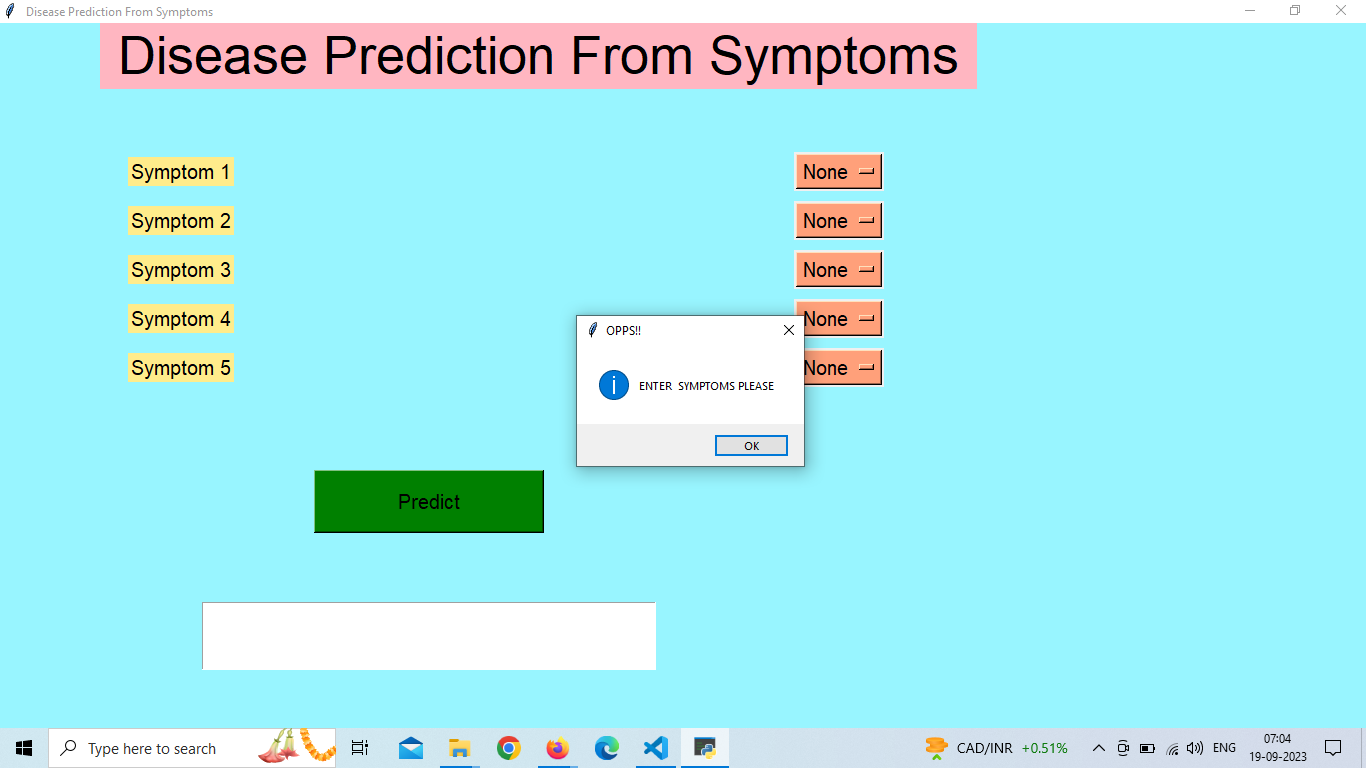 Disease Prediction From Symptoms
Disease Prediction From Symptoms
Symptom 1 None
Symptom 2 None
Symptom 3 None
Symptom 4 None
Symptom 5 None
OPPS!!
ENTER  SYMPTOMS PLEASE
OK
Predict
Type here to search
CAD/INR +0.51%
ENG
07:04
19-09-2023